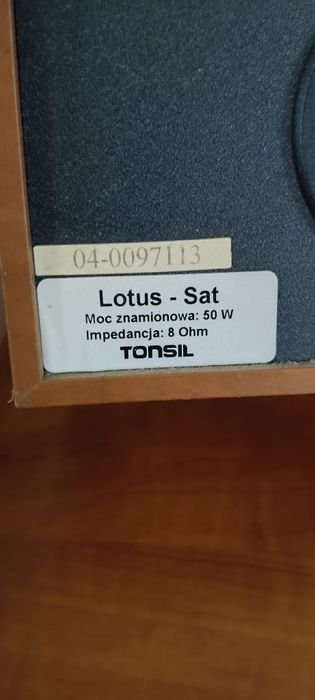 04-0097113
Lotus - Sat
Moc znamionowa: 50 W
Impedancja: 8 Ohm
TONSIL